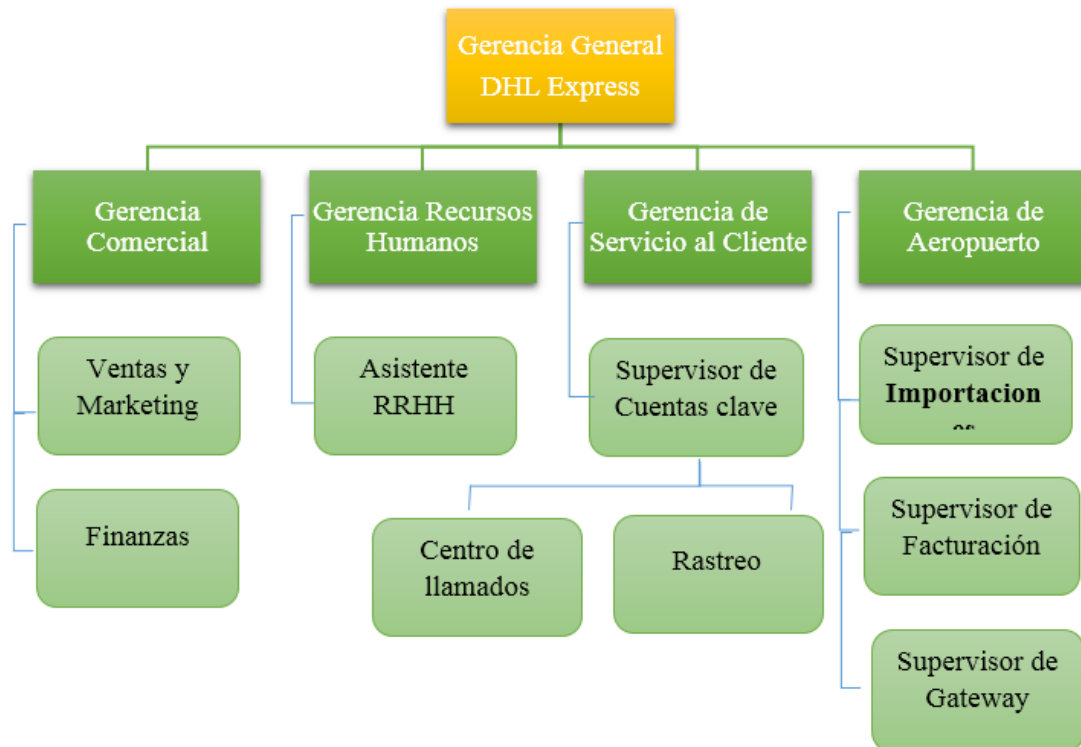 Gerencia General
DHL Express
Gerencia
Comercial
Gerencia Recursos
Humanos
Gerencia de
Servicio al Cliente
Gerencia de
Aeropuerto
Ventas y
Marketing
Asistente
RRHH
Supervisor de
Cuentas clave
Supervisor de
Importacion
es
Finanzas
Centro de
llamados
Rastreo
Supervisor de
Facturación
Supervisor de
Gateway